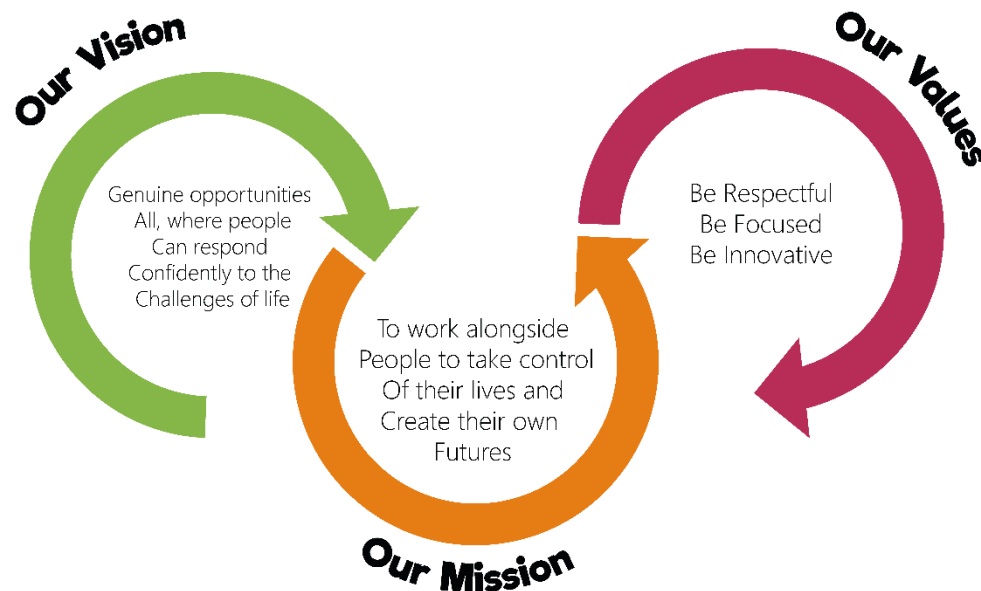 Our Vision
Genuine opportunities
All, where people
Can respond
Confidently to the
Challenges of life
To work alongside
People to take control
Of their lives and
Create their own
Futures
Our Mission
Our Values
Be Respectful
Be Focused
Be Innovative